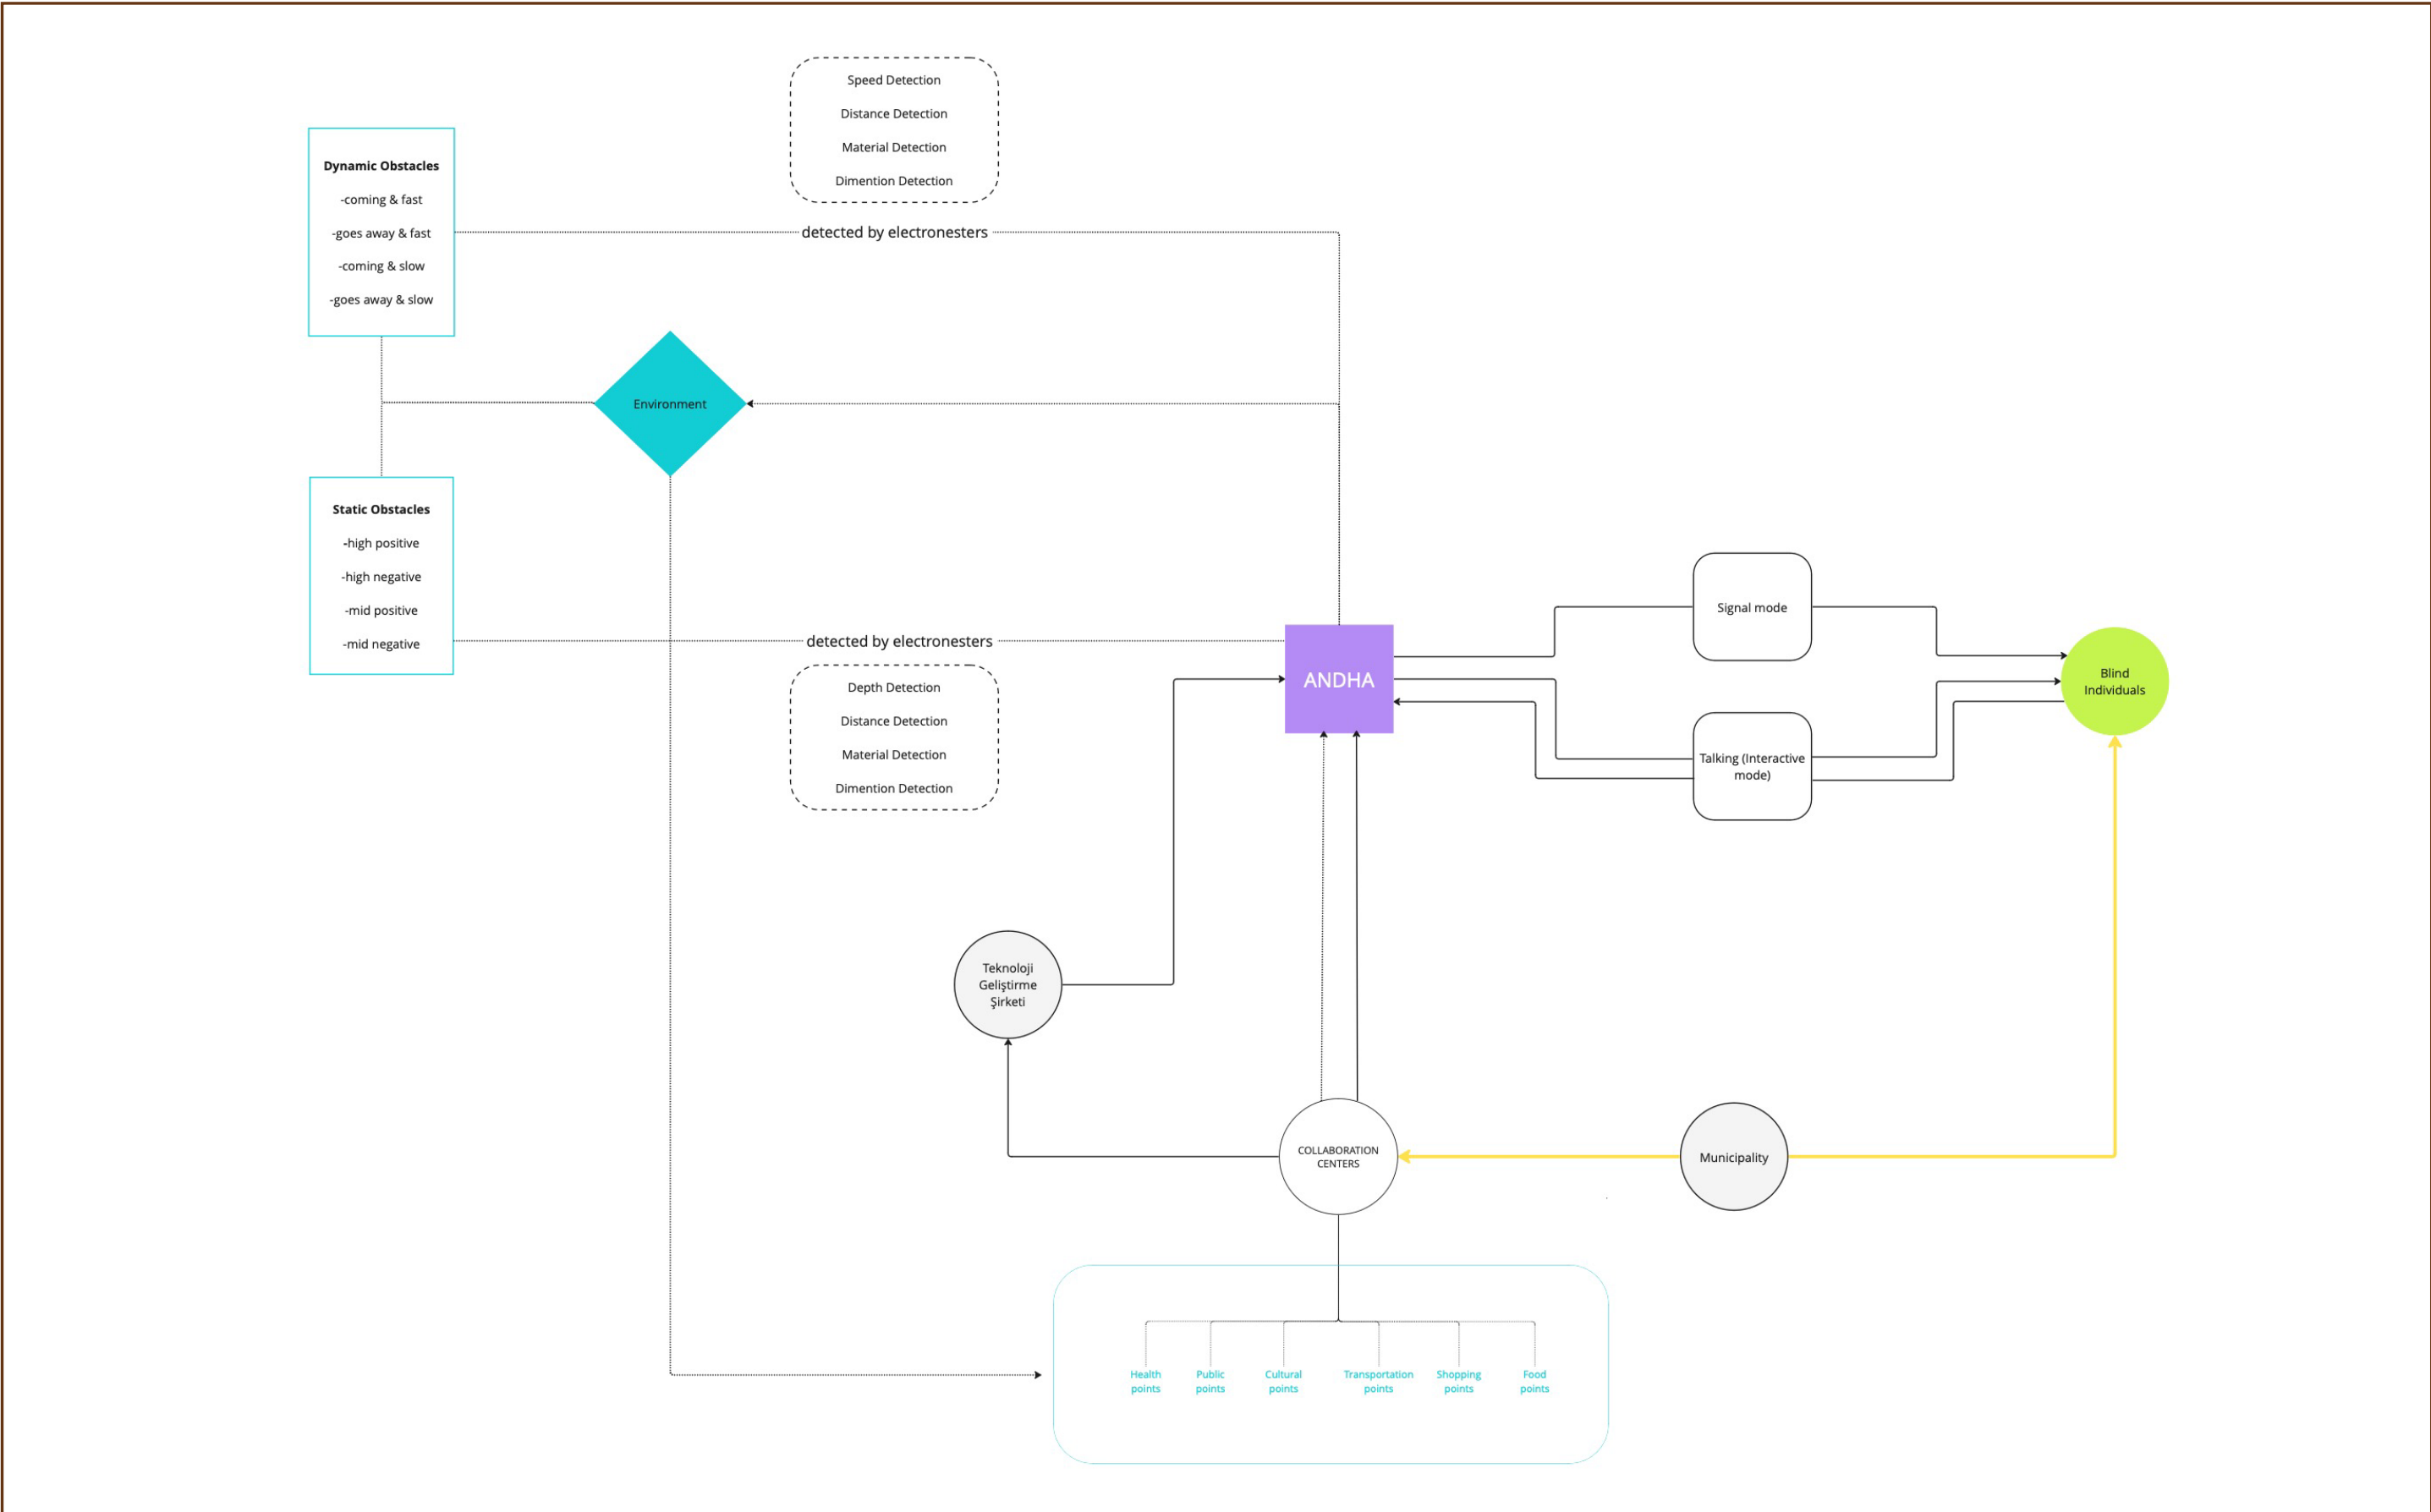 Speed Detection
Distance Detection
Material Detection
Dimention Detection
Dynamic Obstacles
-coming & fast
-goes away & fast
-coming & slow
-goes away & slow
detected by electronesters
Environment
Static Obstacles
-high positive
-high negative
-mid positive
-mid negative
detected by electronesters
Depth Detection
Distance Detection
Material Detection
Dimention Detection
ANDHA
Signal mode
Talking (Interactive
mode)
Blind
Individuals
Teknoloji
Geliştirme
Şirketi
COLLABORATION
CENTERS
Municipality
Health
points
Public
points
Cultural
points
Transportation
points
Shopping
points
Food
points